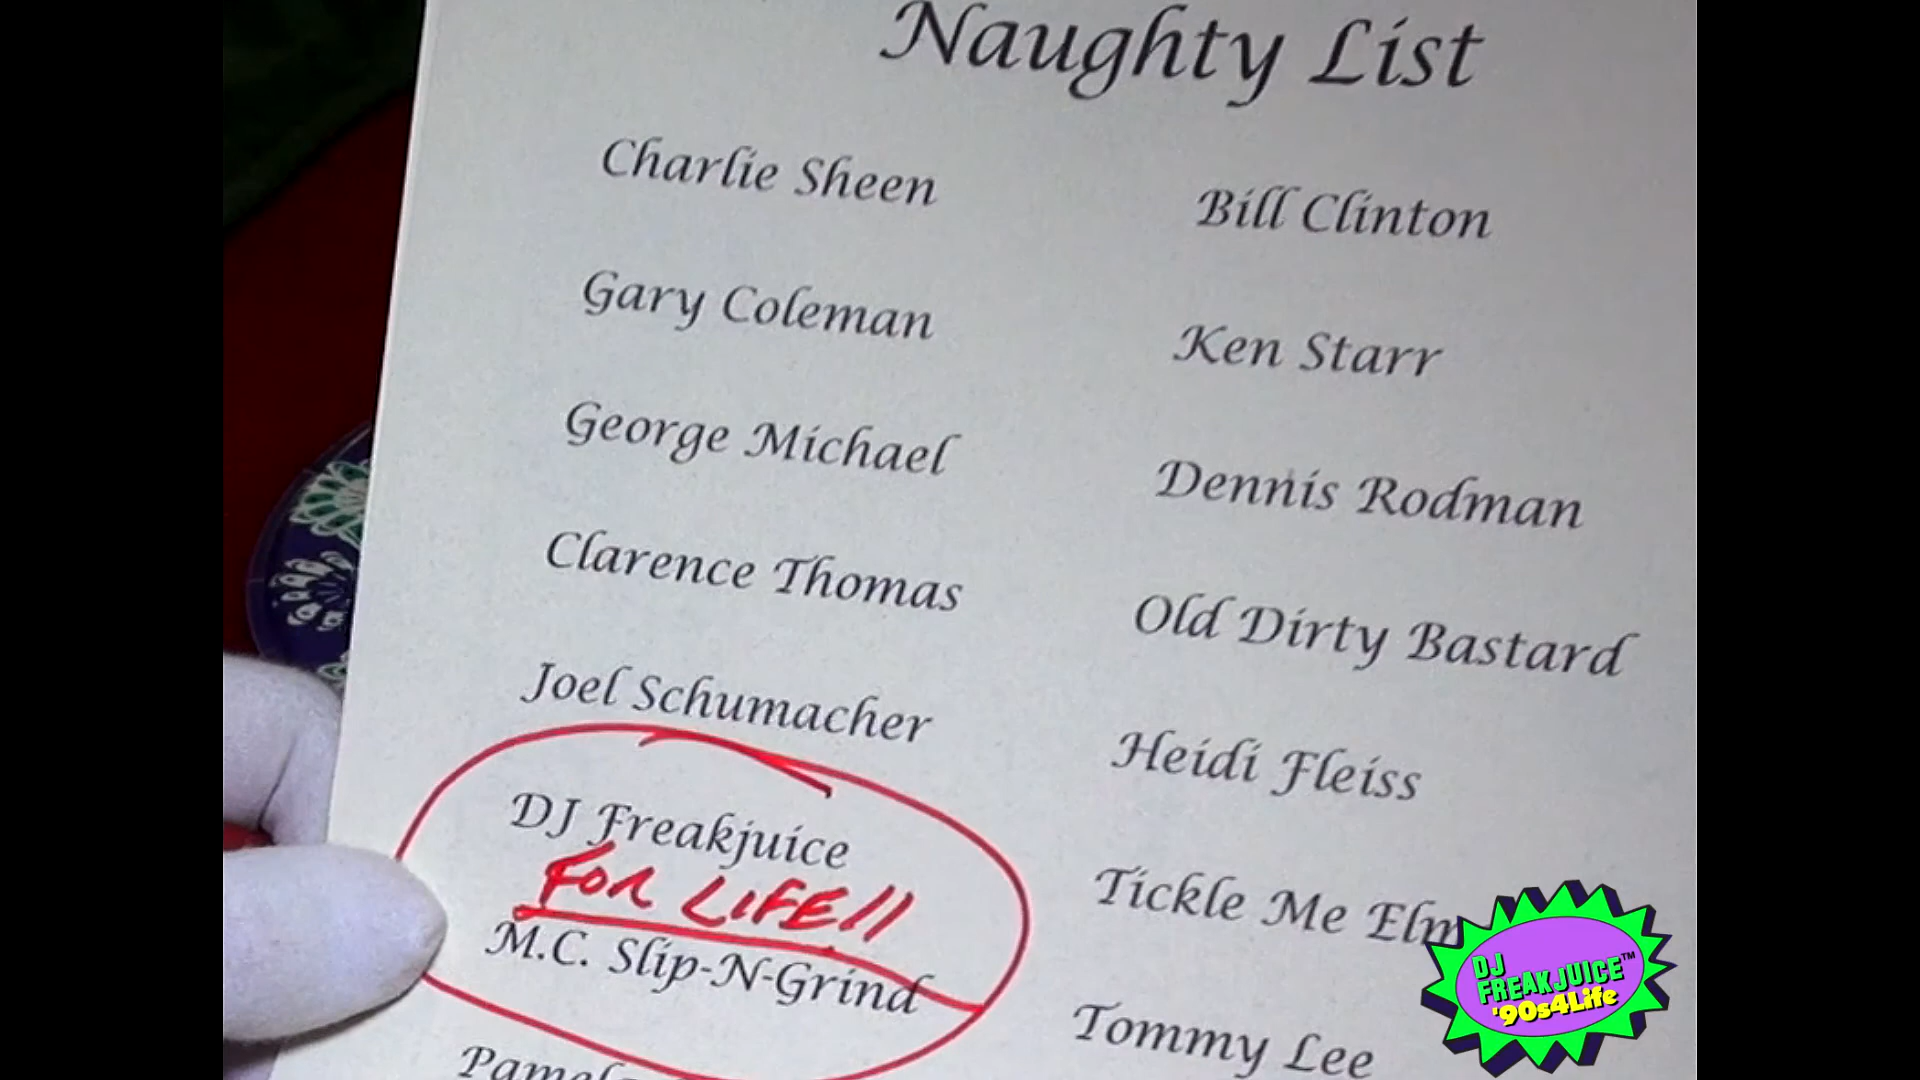 Naughty List
Charlie Sheen
Gary Coleman
George Michael
Clarence Thomas
Joel Schumacher
DJ Freakjuice
FOR LIFE!!
M.C. Slip-N-Grind
Bill Clinton
Ken Starr
Dennis Rodman
Old Dirty Bastard
Heidi Fleiss
Tickle Me
Tommy Lee
DJ
FREAKJUICE™
'90s4Life